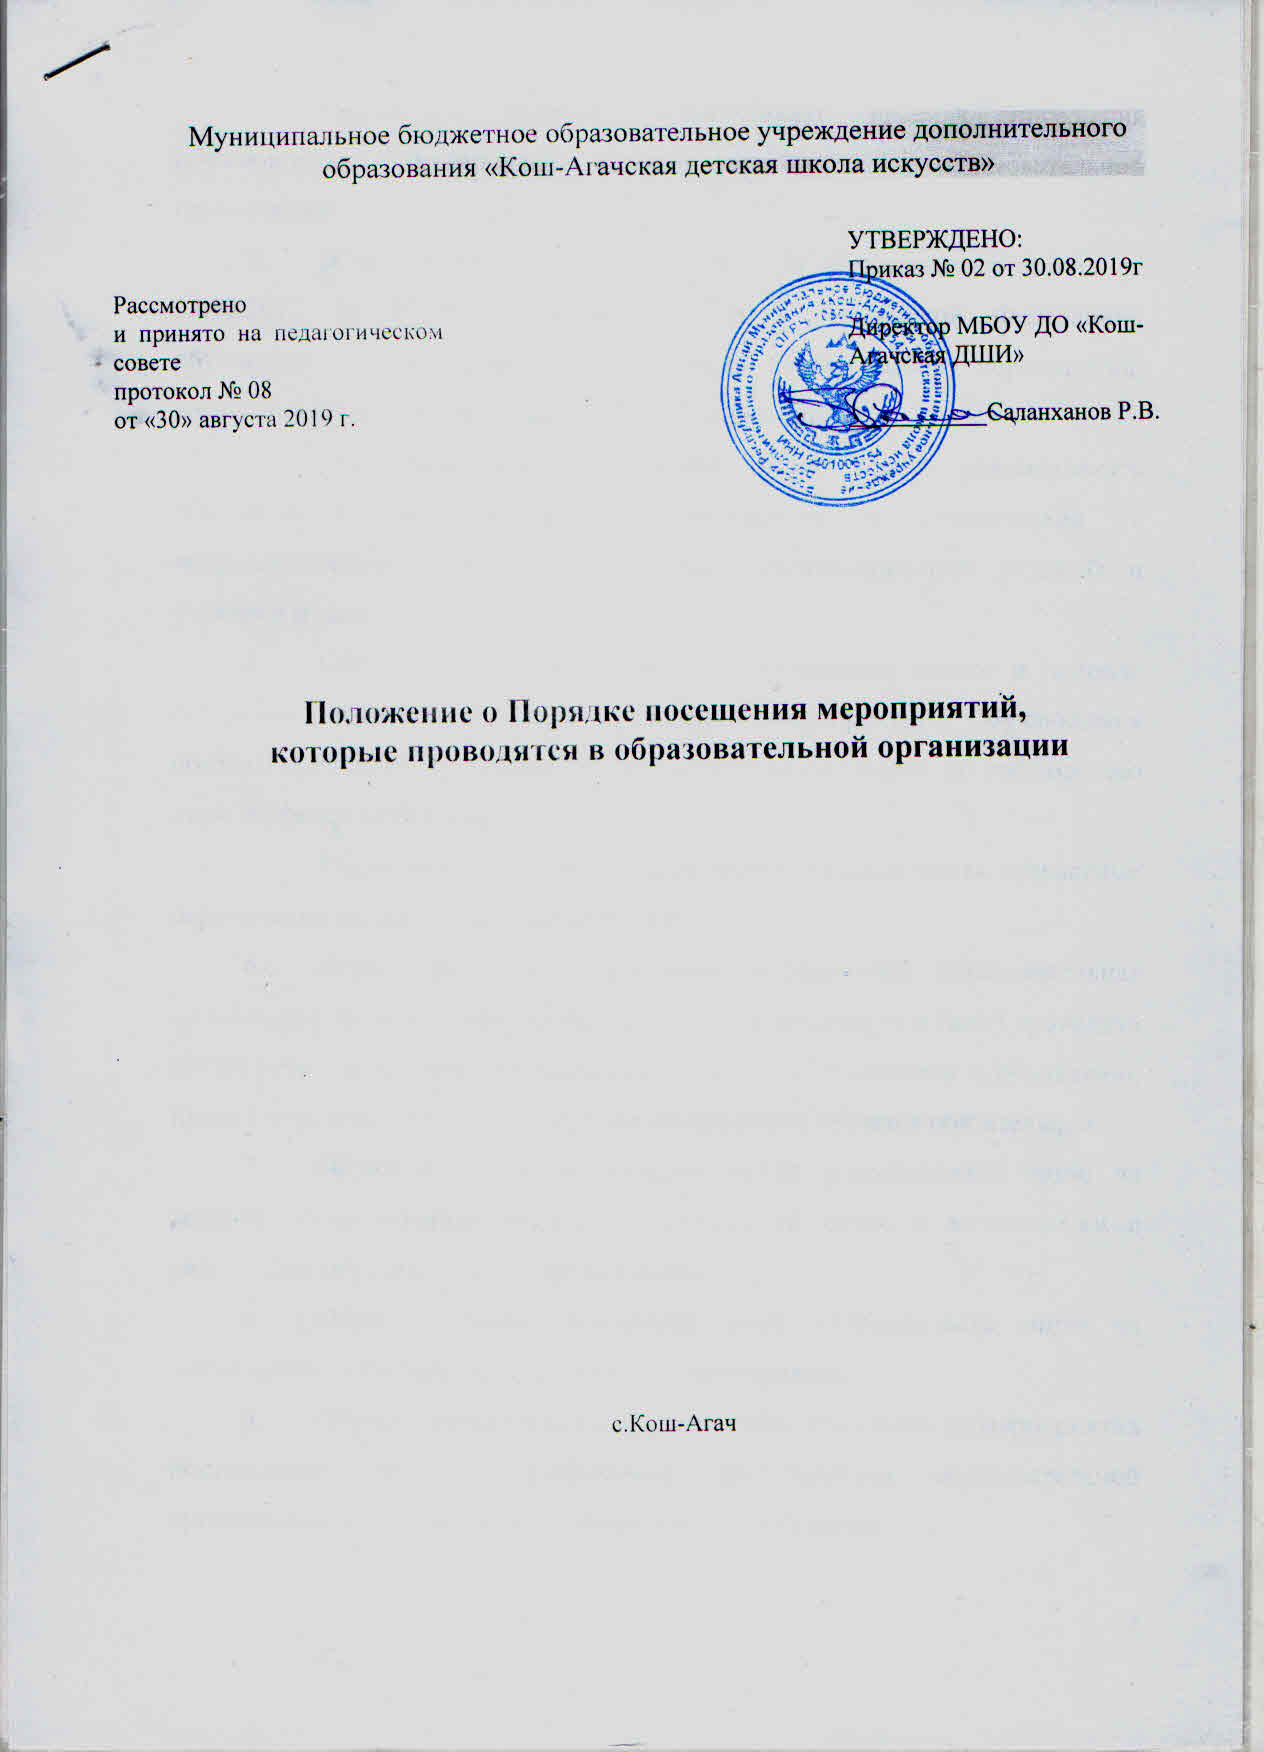 Муниципальное бюджетное образовательное учреждение дополнительного
образования «Кош-Агачская детская школа искусств»
УТВЕРЖДЕНО:
Приказ № 02 от 30.08.2019г
Рассмотрено
и принято на педагогическом
совете
протокол № 08
от «30» августа 2019 г.
Директор МБОУ ДО «Кош-
Агачская ДШИ»
Саланханов Р.В.
ИНН 0401006754
Положение о Порядке посещения мероприятий,
которые проводятся в образовательной организации
с.Кош-Агач